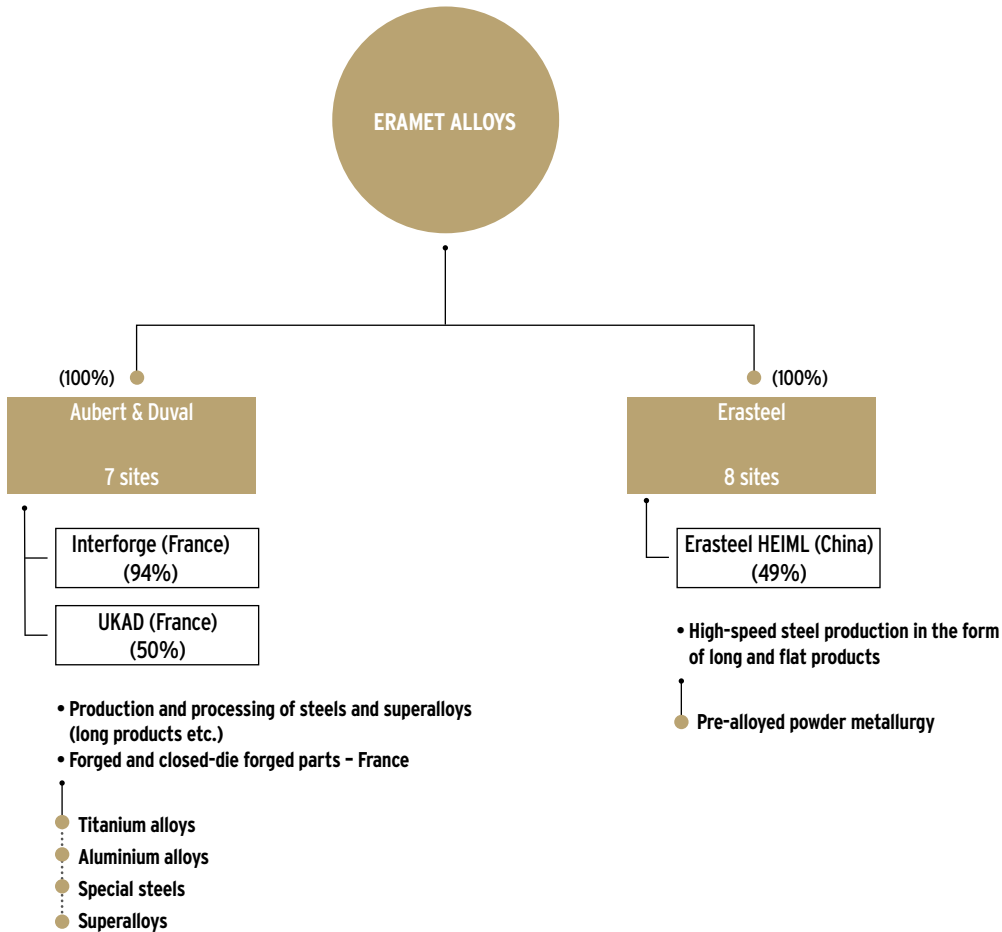 ERAMET ALLOYS
(100%)
Aubert & Duval
7 sites
Interforge (France)
(94%)
UKAD (France)
(50%)
• Production and processing of steels and superalloys
(long products etc.)
• Forged and closed-die forged parts – France
Titanium alloys
Aluminium alloys
Special steels
Superalloys
(100%)
Erasteel
8 sites
Erasteel HEIML (China)
(49%)
• High-speed steel production in the form
of long and flat products
Pre-alloyed powder metallurgy